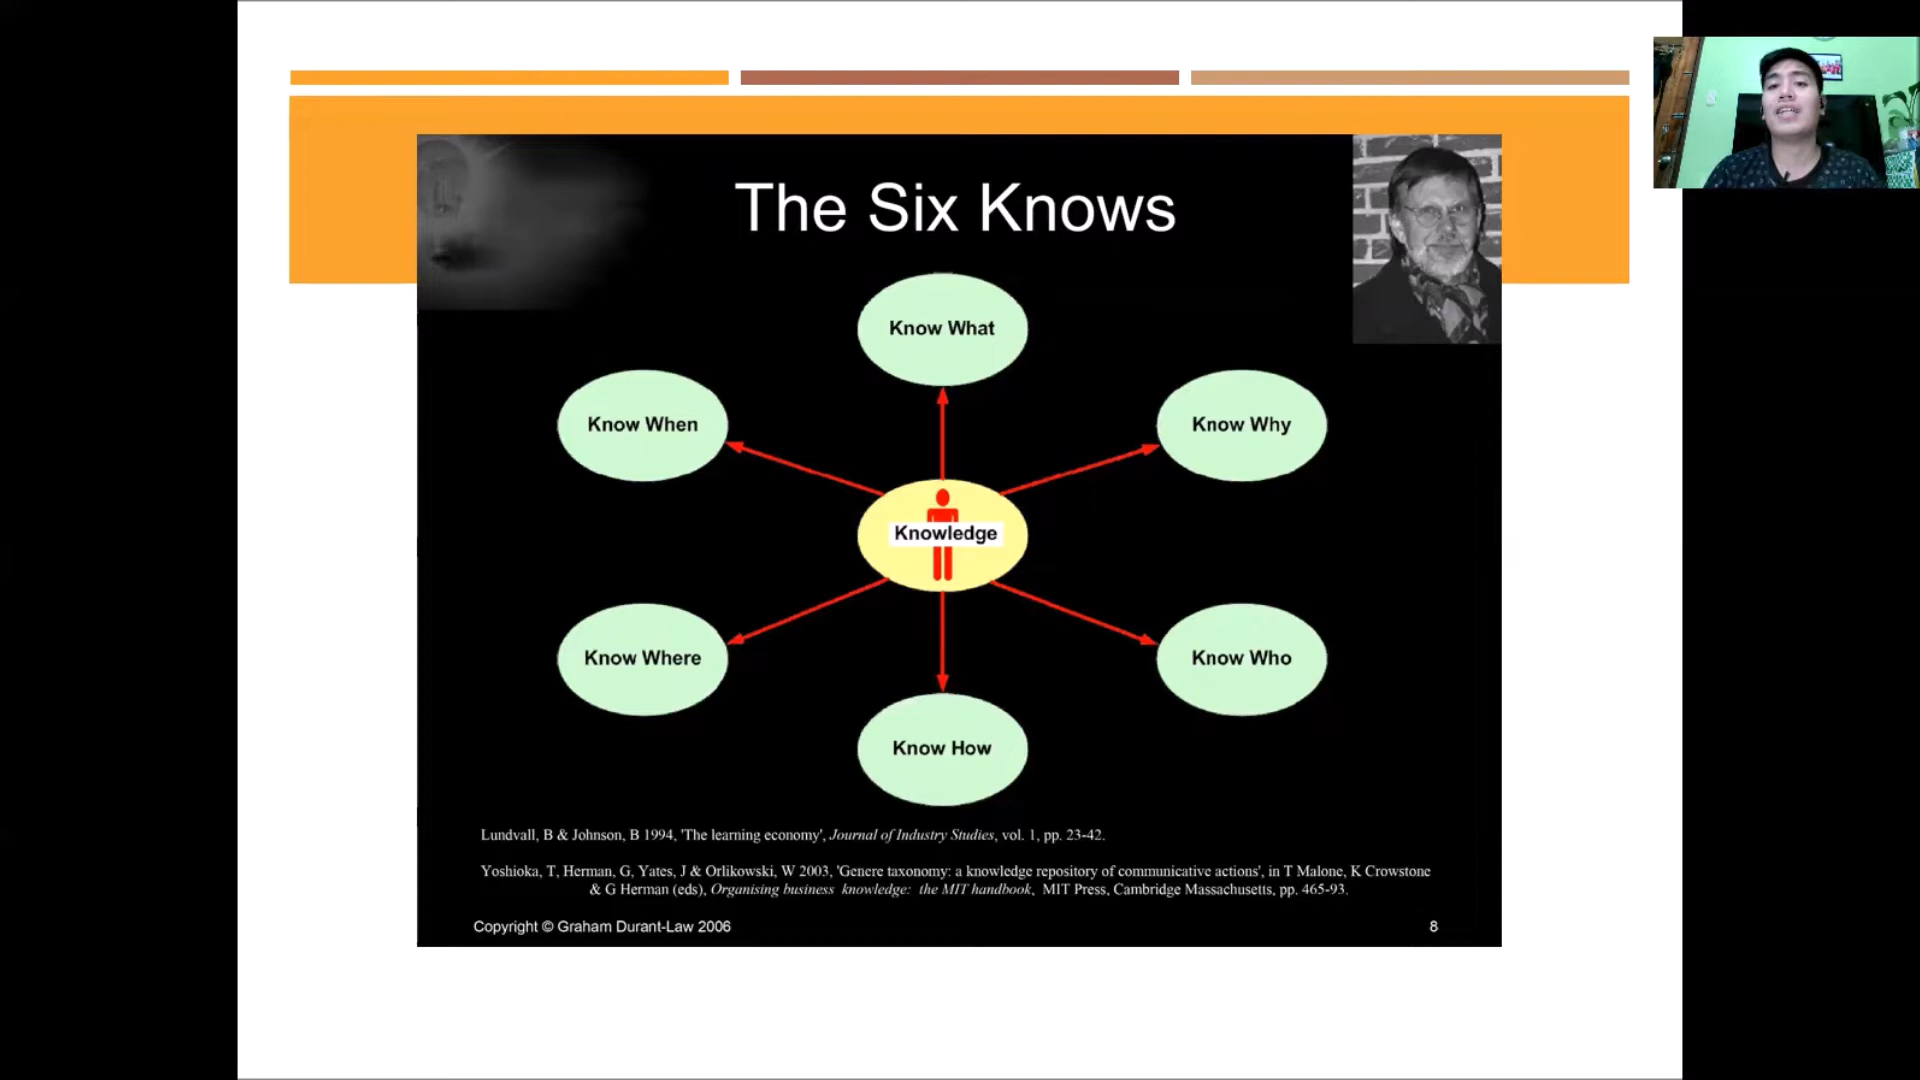 The Six Knows
Know What
Know When
Know Why
Knowledge
Know Where
Know Who
Know How
Lundvall, B & Johnson, B 1994, 'The learning economy', Journal of Industry Studies, vol. 1, pp. 23-42.
Yoshioka, T, Herman, G, Yates, J & Orlikowski, W 2003, 'Genere taxonomy: a knowledge repository of communicative actions', in T Malone, K Crowstone
& G Herman (eds), Organising business knowledge: the MIT handbook, MIT Press, Cambridge Massachusetts, pp. 465-93.
Copyright © Graham Durant-Law 2006
8